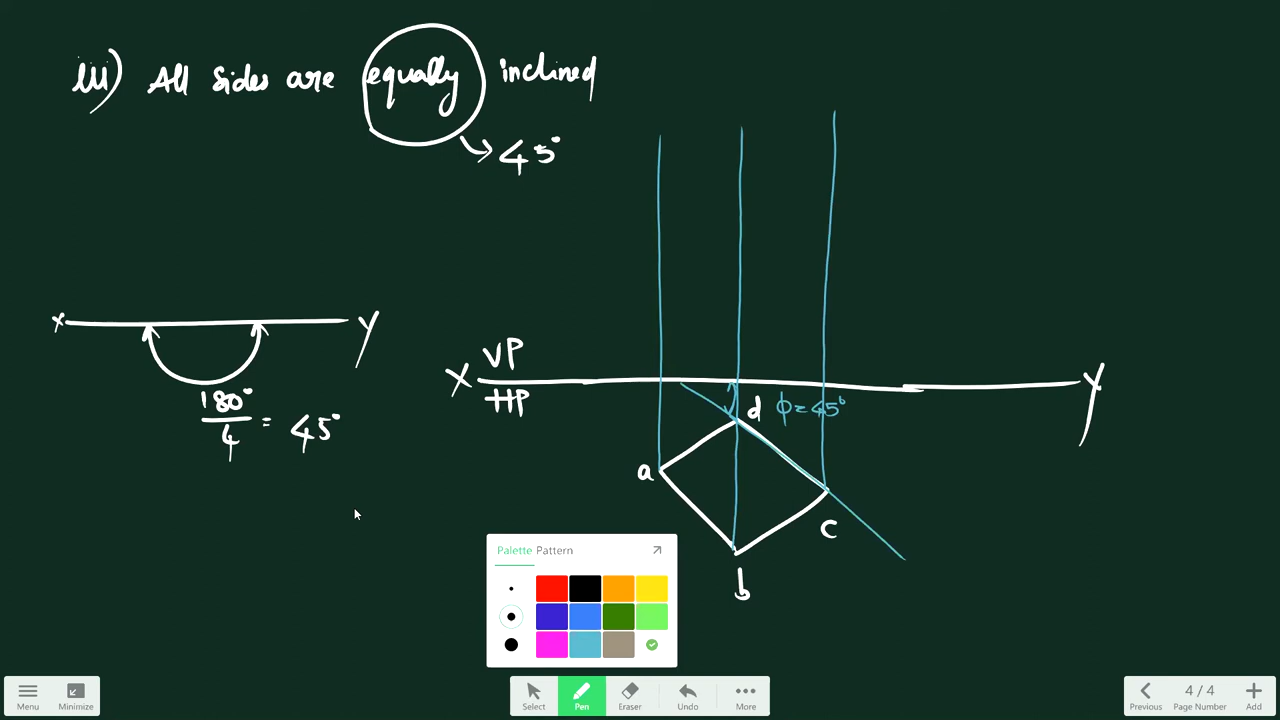 iii) All Sides are equally inclined
→ 45°
X Y
180° / 4 = 45°
X VP Y
HP
d ϕ=45°
a
c
b
Palette Pattern
Menu Minimize Select Pen Eraser Undo More Previous 4 / 4 Page Number Add